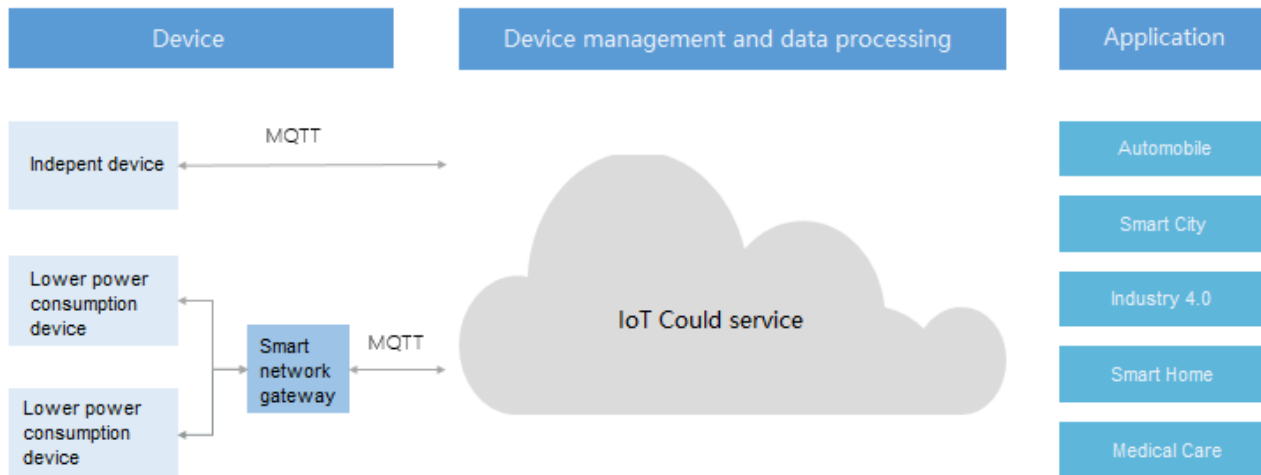 Device
Device management and data processing
Application
MQTT
Indepent device
Automobile
Smart City
Lower power
consumption
device
Industry 4.0
IoT Could service
Smart
network
gateway
MQTT
Smart Home
Lower power
consumption
device
Medical Care